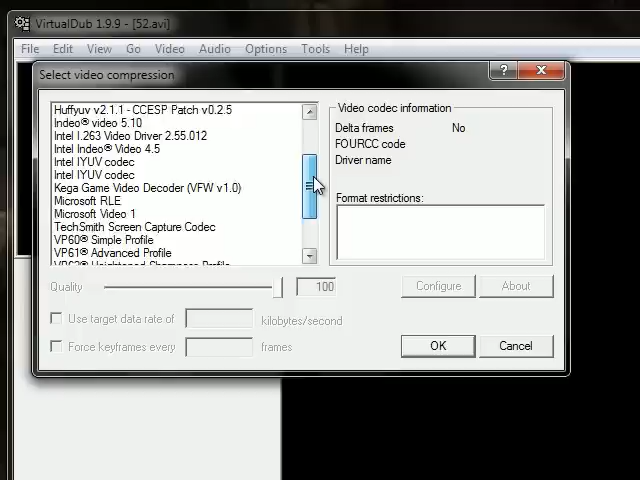 VirtualDub 1.9.9 - [52.avi]
File Edit View Go Video Audio Options Tools Help
Select video compression
?
Huffyuv v2.1.1 - CCESP Patch v0.2.5
Indeo® video 5.10
Intel I.263 Video Driver 2.55.012
Intel Indeo® Video 4.5
Intel IYUV codec
Intel IYUV codec
Kega Game Video Decoder (VFW v1.0)
Microsoft RLE
Microsoft Video 1
TechSmith Screen Capture Codec
VP60® Simple Profile
VP61® Advanced Profile
VP62® Heightened Sharpness Profile
Video codec information
Delta frames No
FOURCC code
Driver name
Format restrictions:
Quality 100
Configure About
Use target data rate of kilobytes/second
Force keyframes every frames
OK Cancel